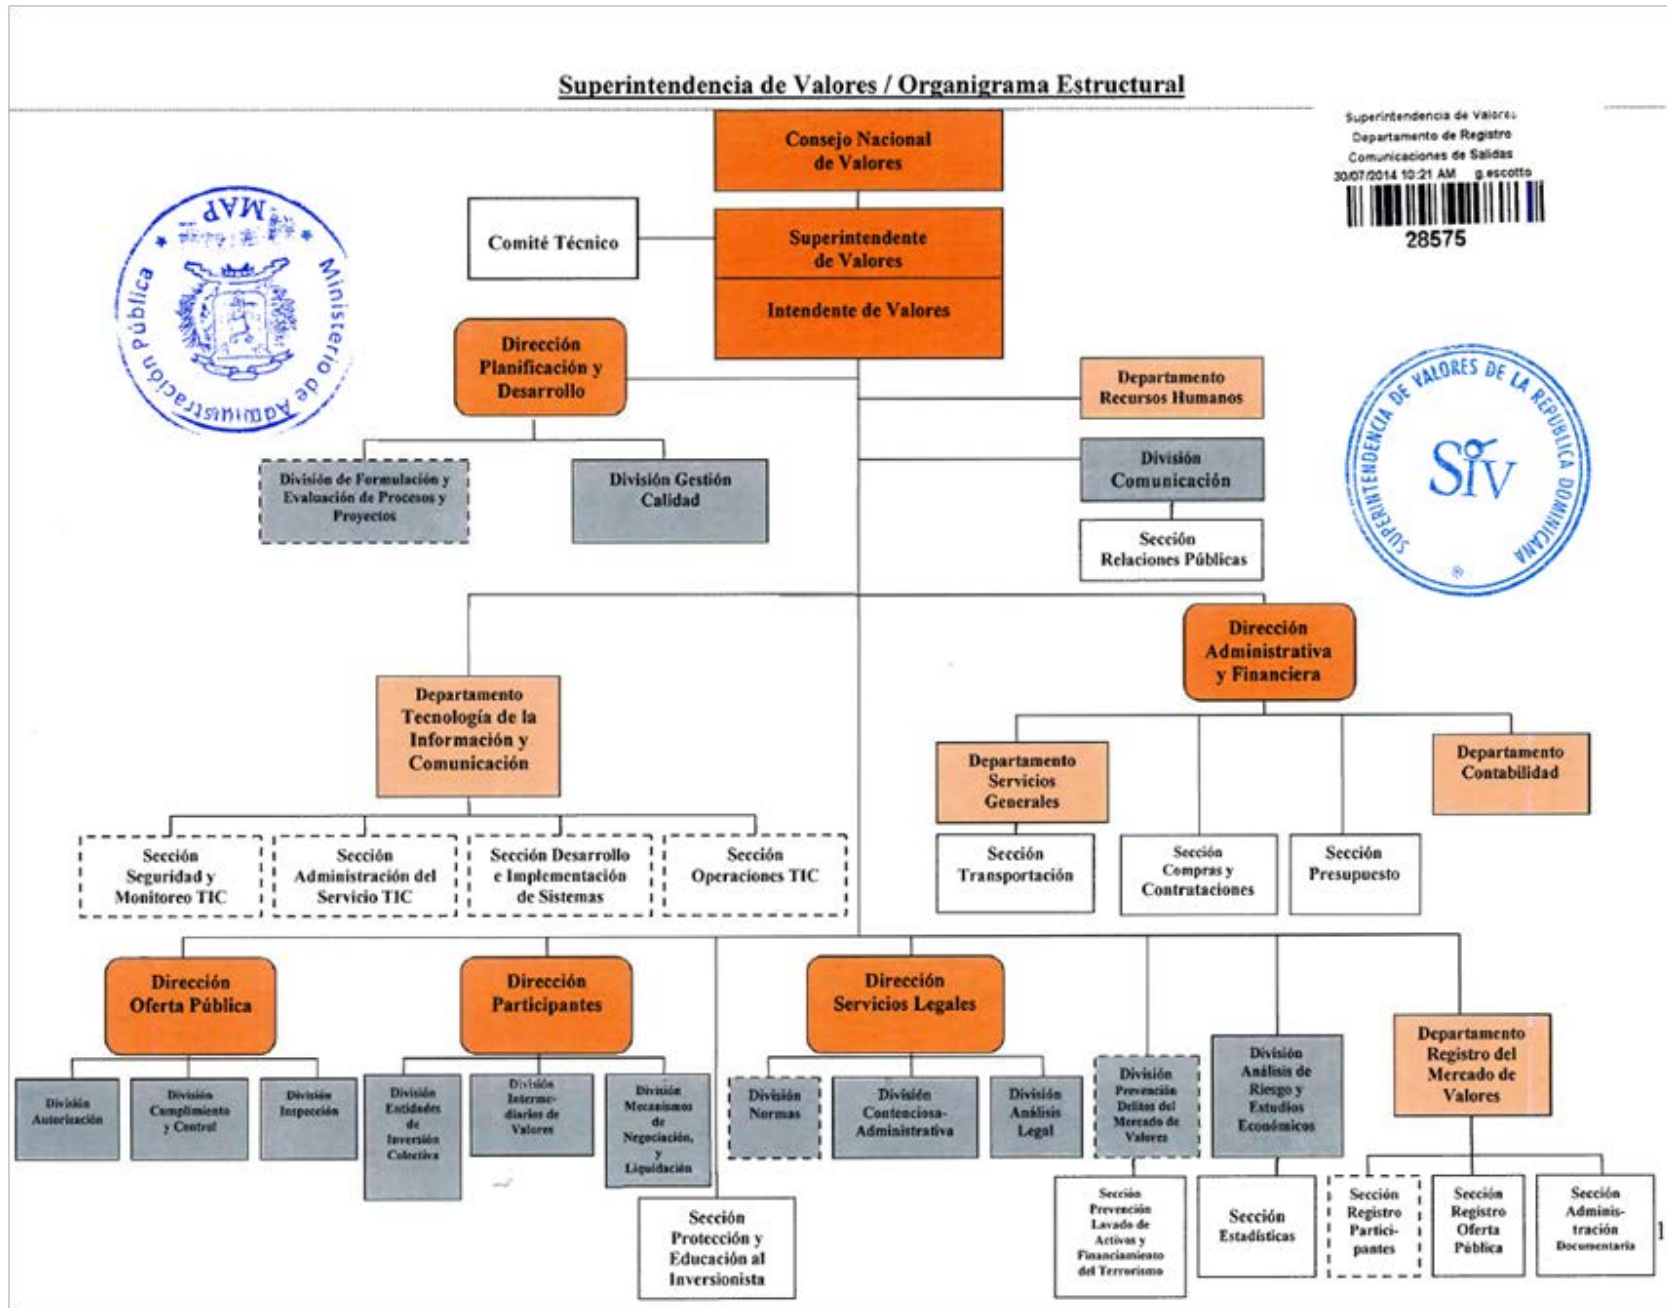 Superintendencia de Valores / Organigrama Estructural
Superintendencia de Valores
Departamento de Registro
Comunicaciones de Salidas
30/07/2014 10:21 AM g.escotto
28575
Consejo Nacional
de Valores
Comité Técnico
Superintendente
de Valores
Intendente de Valores
MAP
Ministerio de Administración Pública
Dirección
Planificación y
Desarrollo
Departamento
Recursos Humanos
SUPERINTENDENCIA DE VALORES DE LA REPUBLICA DOMINICANA
SIV
®
División de Formulación y
Evaluación de Procesos y
Proyectos
División Gestión
Calidad
División
Comunicación
Sección
Relaciones Públicas
Dirección
Administrativa
y Financiera
Departamento
Tecnología de la
Información y
Comunicación
Departamento
Servicios
Generales
Departamento
Contabilidad
Sección
Seguridad y
Monitoreo TIC
Sección
Administración del
Servicio TIC
Sección Desarrollo
e Implementación
de Sistemas
Sección
Operaciones TIC
Sección
Transportación
Sección
Compras y
Contrataciones
Sección
Presupuesto
Dirección
Oferta Pública
Dirección
Participantes
Dirección
Servicios Legales
Departamento
Registro del
Mercado de
Valores
División
Autorización
División
Cumplimiento
y Control
División
Inspección
División
Entidades
de
Inversión
Colectiva
División
Interme-
diarios de
Valores
División
Mecanismos
de
Negociación,
y
Liquidación
División
Normas
División
Contenciosa-
Administrativa
División
Análisis
Legal
División
Prevención
Delitos del
Mercado de
Valores
División
Análisis de
Riesgo y
Estudios
Económicos
Sección
Protección y
Educación al
Inversionista
Sección
Prevención
Lavado de
Activos y
Financiamiento
del Terrorismo
Sección
Estadísticas
Sección
Registro
Partici-
pantes
Sección
Registro
Oferta
Pública
Sección
Adminis-
tración
Documentaria
1